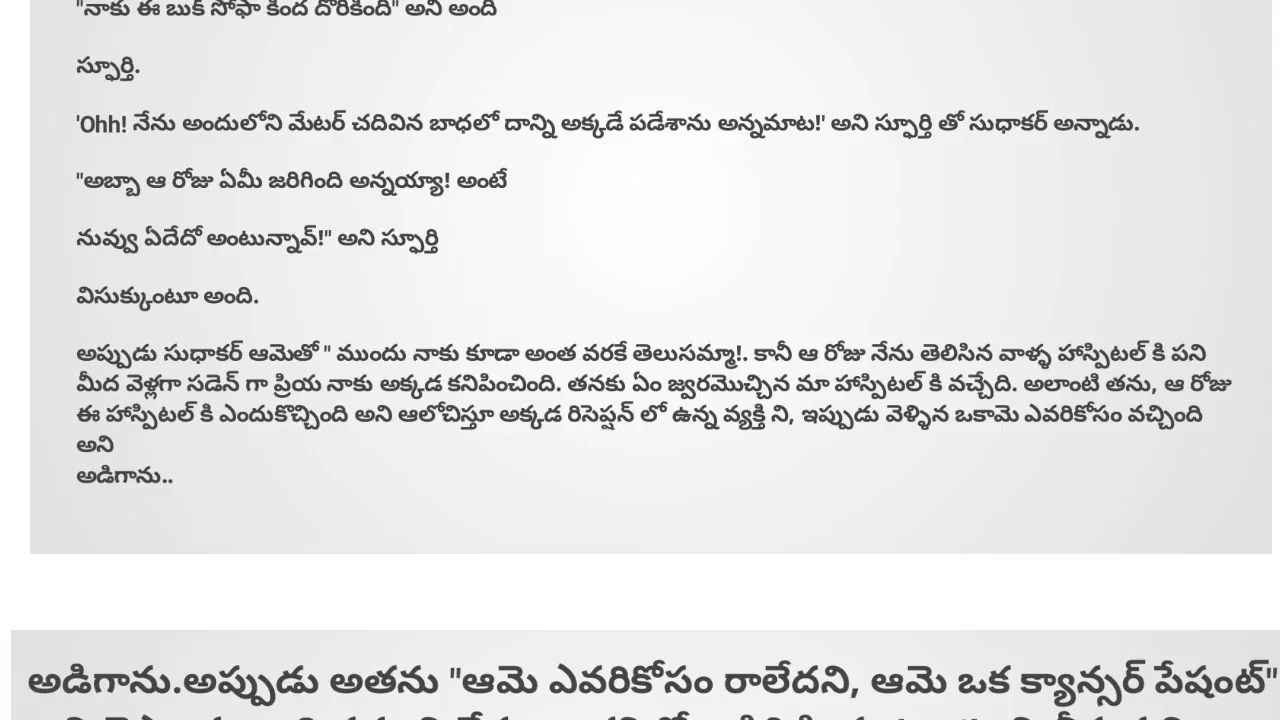 "నాకు ఈ బుక్ సోఫా కింద దొరికింది" అని అంది
స్ఫూర్తి.
'Ohh! నేను అందులోని మేటర్ చదివిన బాధలో దాన్ని అక్కడే పడేశాను అన్నమాట!' అని స్ఫూర్తి తో సుధాకర్ అన్నాడు.
"అబ్బా ఆ రోజు ఏమీ జరిగింది అన్నయ్యా! అంటే
నువ్వు ఏదేదో అంటున్నావ్!" అని స్ఫూర్తి
విసుక్కుంటూ అంది.
అప్పుడు సుధాకర్ ఆమెతో " ముందు నాకు కూడా అంత వరకే తెలుసమ్మా!. కానీ ఆ రోజు నేను తెలిసిన వాళ్ళ హాస్పిటల్ కి పని
మీద వెళ్లగా సడెన్ గా ప్రియ నాకు అక్కడ కనిపించింది. తనకు ఏం జ్వరమొచ్చిన మా హాస్పిటల్ కి వచ్చేది. అలాంటి తను, ఆ రోజు
ఈ హాస్పిటల్ కి ఎందుకొచ్చింది అని ఆలోచిస్తూ అక్కడ రిసెప్షన్ లో ఉన్న వ్యక్తి ని, ఇప్పుడు వెళ్ళిన ఒకామె ఎవరికోసం వచ్చింది
అని
అడిగాను..
అడిగాను.అప్పుడు అతను "ఆమె ఎవరికోసం రాలేదని, ఆమె ఒక క్యాన్సర్ పేషంట్"